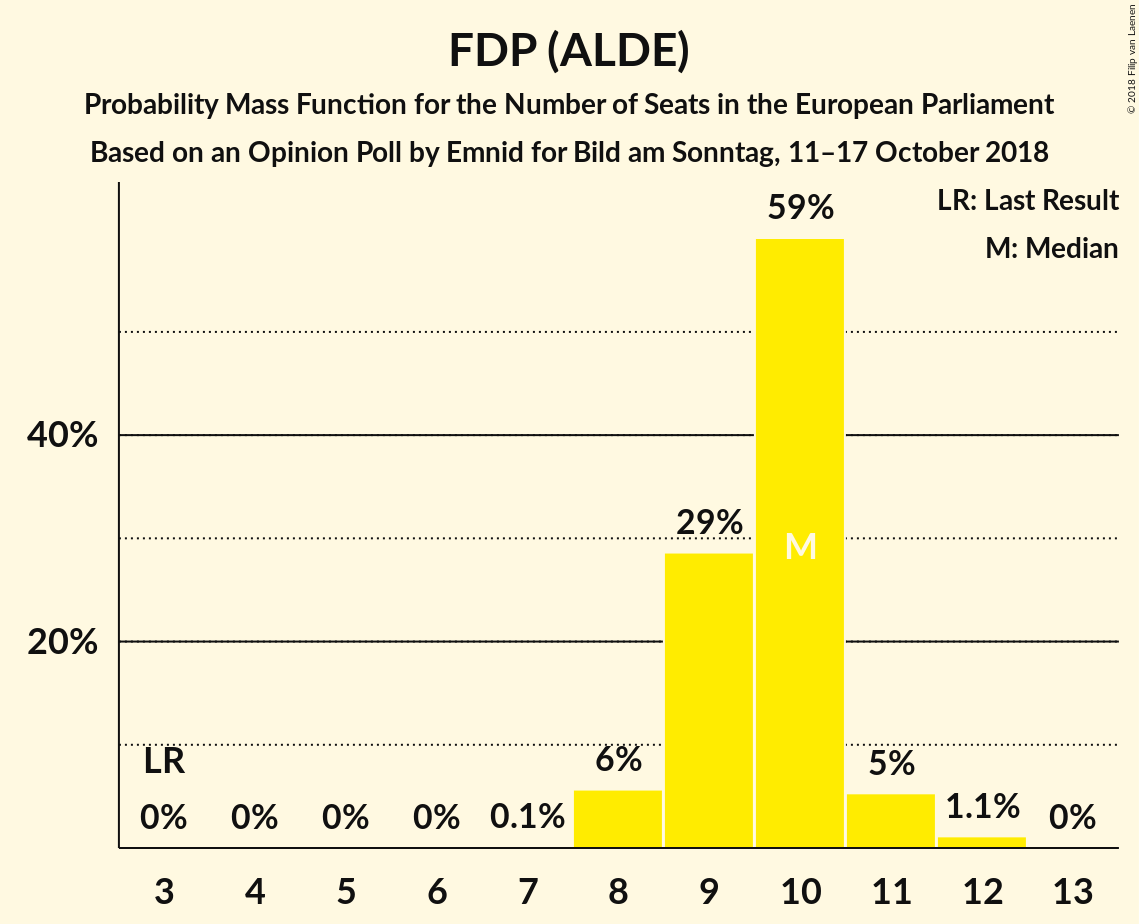 FDP (ALDE)
Probability Mass Function for the Number of Seats in the European Parliament
Based on an Opinion Poll by Emnid for Bild am Sonntag, 11–17 October 2018
© 2018 Filip van Laenen
LR: Last Result
M: Median
59%
40%
29%
M
20%
LR
6%
5%
0%
0%
0%
0%
0.1%
1.1%
0%
3 4 5 6 7 8 9 10 11 12 13